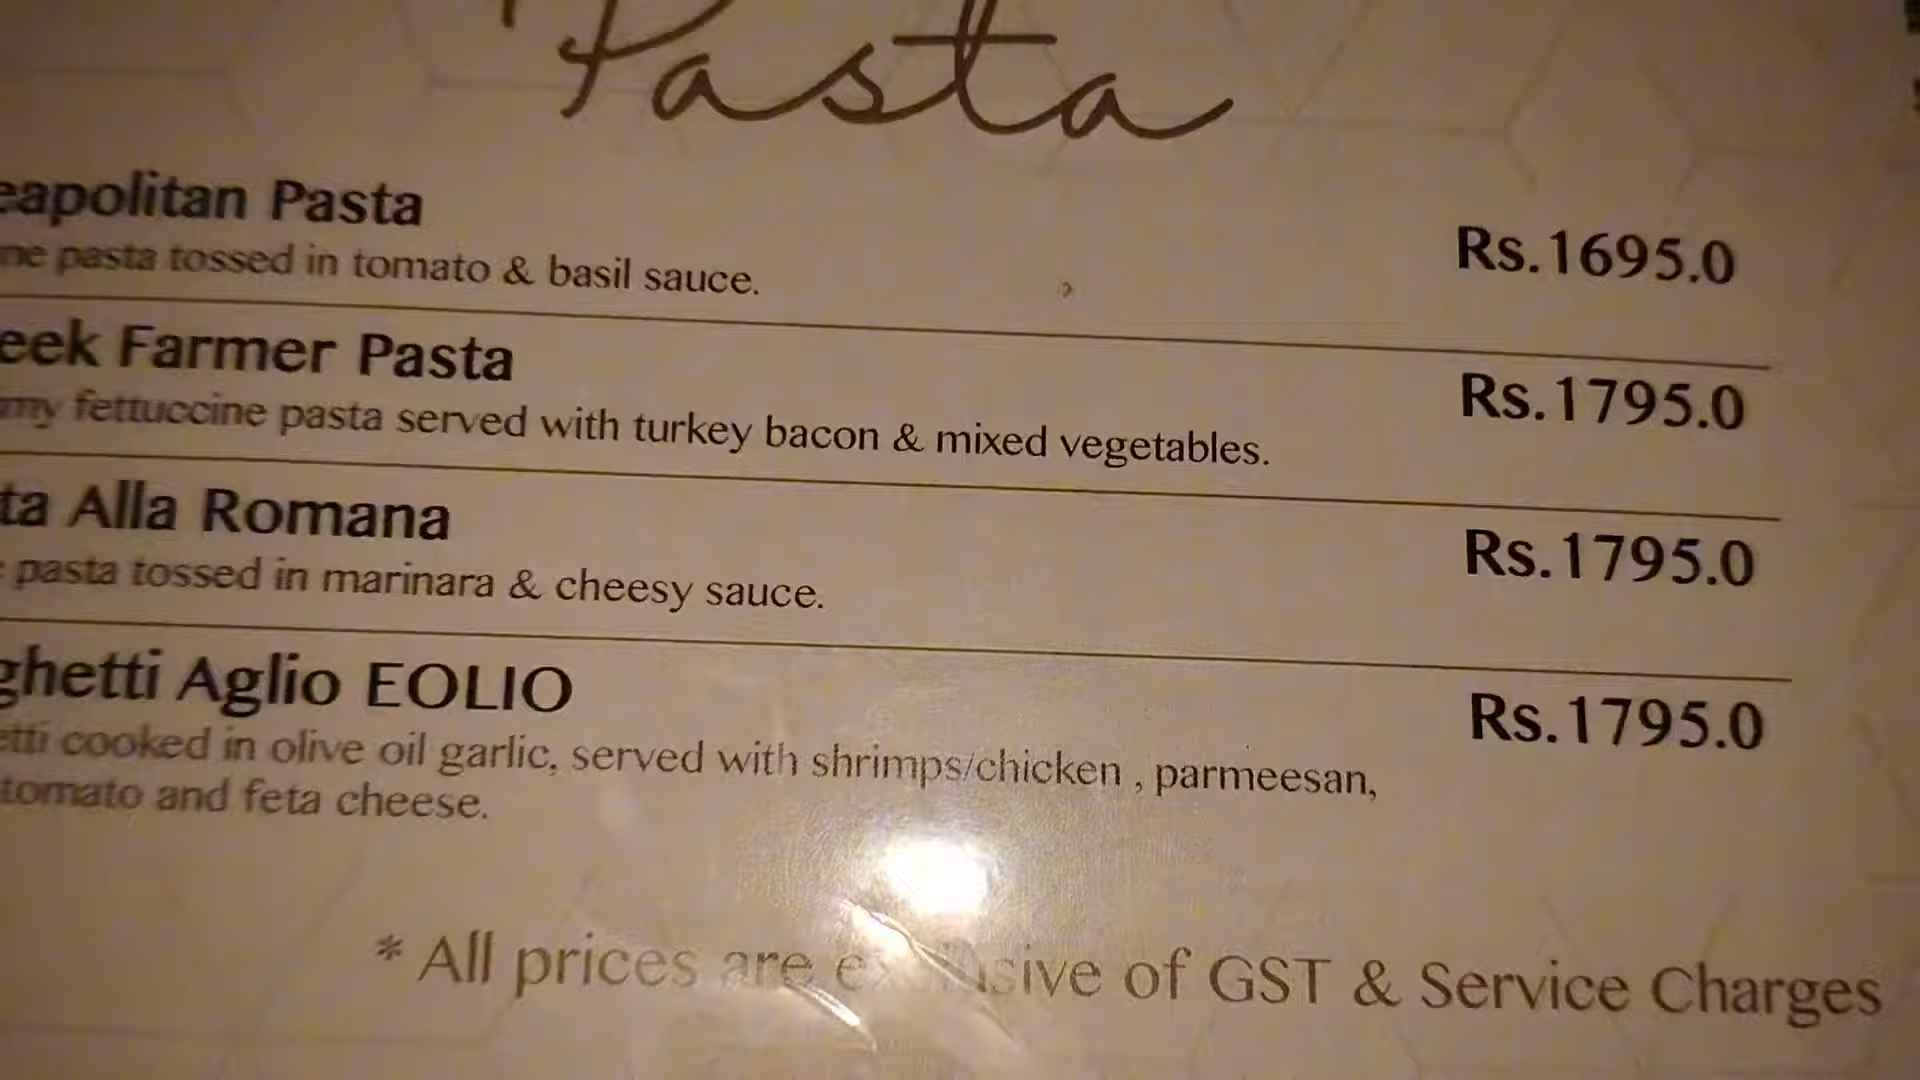 Pasta
eapolitan Pasta
Rs.1695.0
ne pasta tossed in tomato & basil sauce.
eek Farmer Pasta
Rs.1795.0
my fettuccine pasta served with turkey bacon & mixed vegetables.
ta Alla Romana
Rs.1795.0
pasta tossed in marinara & cheesy sauce.
ghetti Aglio EOLIO
Rs.1795.0
etti cooked in olive oil garlic, served with shrimps/chicken , parmeesan,
tomato and feta cheese.
* All prices are exclusive of GST & Service Charges